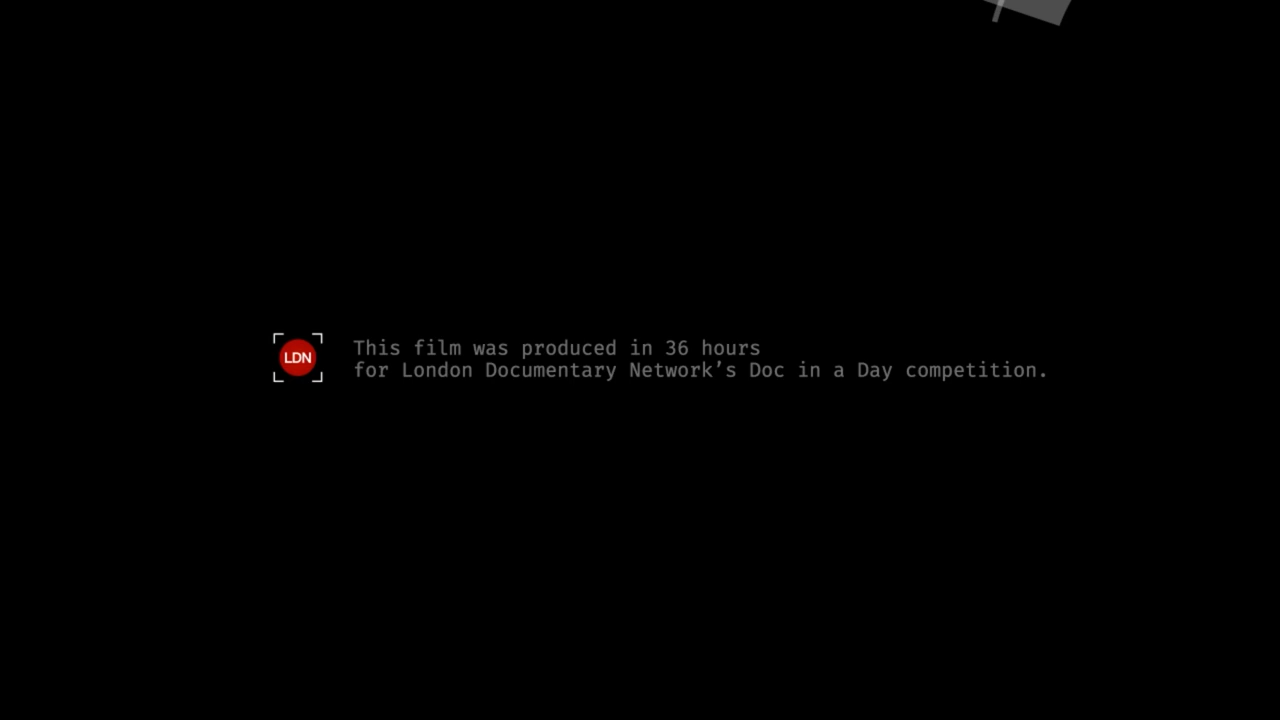 LDN
This film was produced in 36 hours
for London Documentary Network’s Doc in a Day competition.